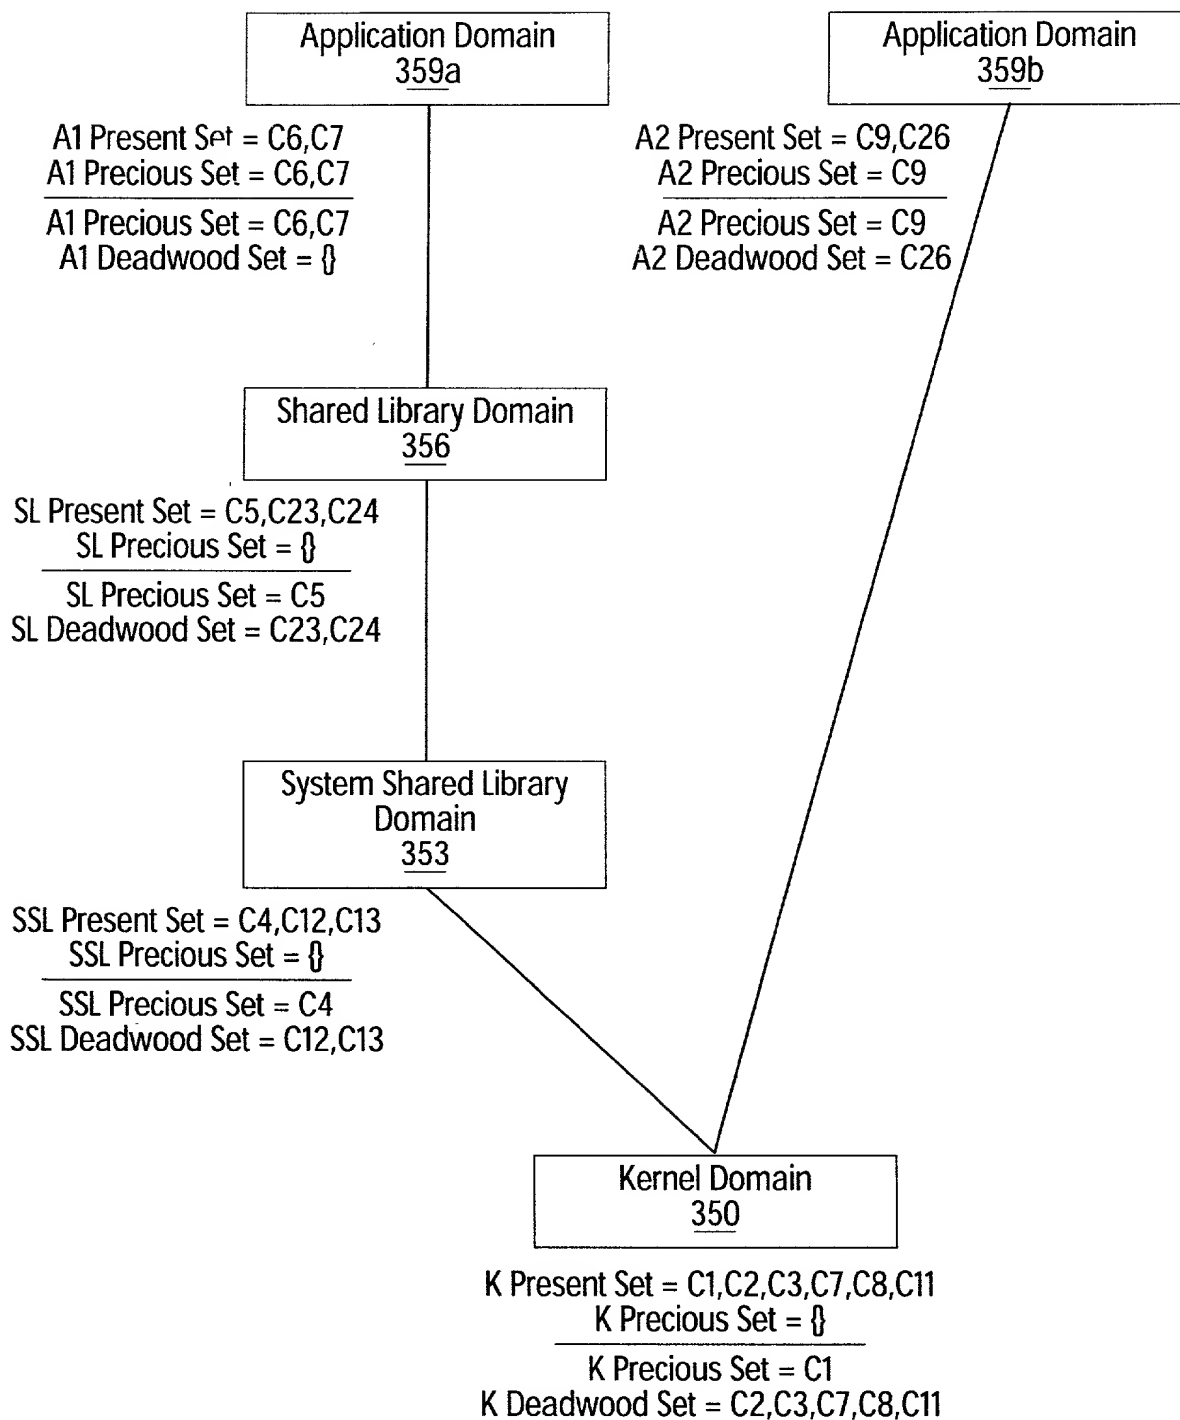 Application Domain
359a
Application Domain
359b
A1 Present Set = C6,C7
A1 Precious Set = C6,C7
A1 Precious Set = C6,C7
A1 Deadwood Set = {}
A2 Present Set = C9,C26
A2 Precious Set = C9
A2 Precious Set = C9
A2 Deadwood Set = C26
Shared Library Domain
356
SL Present Set = C5,C23,C24
SL Precious Set = {}
SL Precious Set = C5
SL Deadwood Set = C23,C24
System Shared Library
Domain
353
SSL Present Set = C4,C12,C13
SSL Precious Set = {}
SSL Precious Set = C4
SSL Deadwood Set = C12,C13
Kernel Domain
350
K Present Set = C1,C2,C3,C7,C8,C11
K Precious Set = {}
K Precious Set = C1
K Deadwood Set = C2,C3,C7,C8,C11